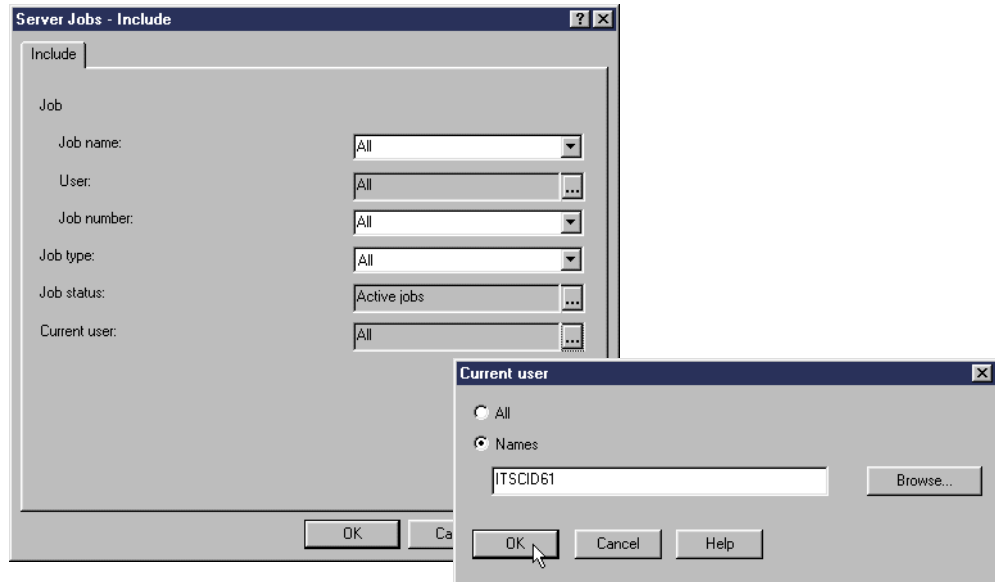 Server Jobs - Include
Include
Job
Job name: All
User: All ...
Job number: All
Job type: All
Job status: Active jobs ...
Current user: All ...
OK Ca
Current user
All
Names
ITSCID61 Browse...
OK Cancel Help